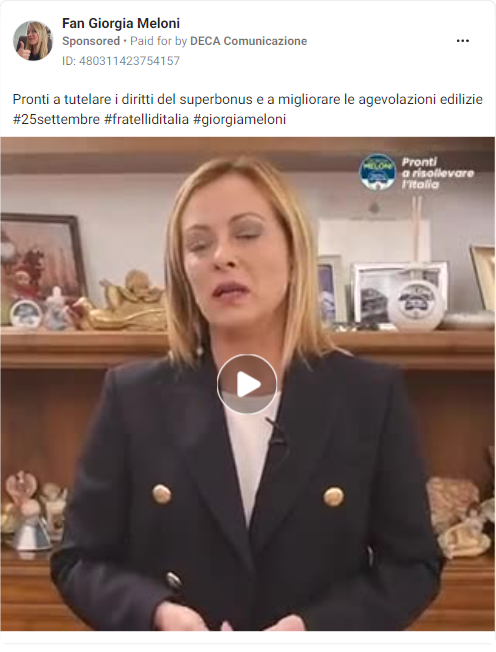 Fan Giorgia Meloni
Sponsored • Paid for by DECA Comunicazione
ID: 480311423754157
Pronti a tutelare i diritti del superbonus e a migliorare le agevolazioni edilizie
#25settembre #fratelliditalia #giorgiameloni
MELONI
Pronti
a risollevare
l'Italia